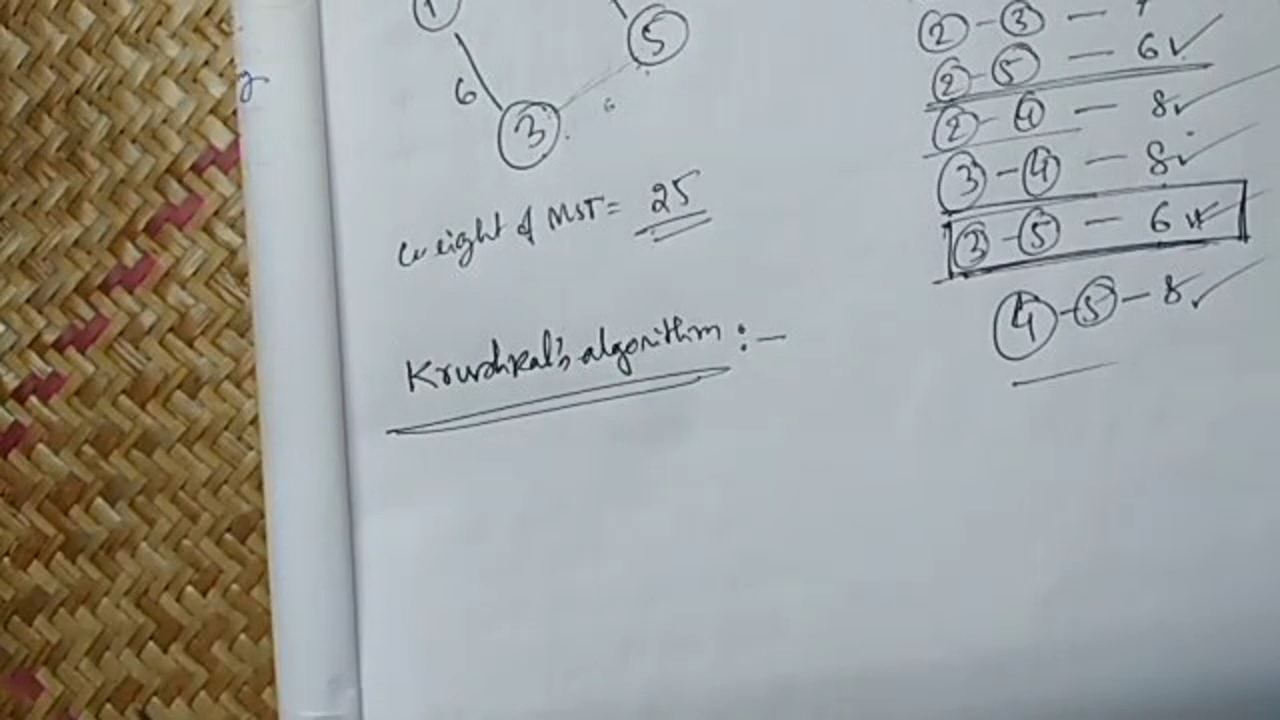 1
5
6
3
6
weight of MST = 25
Krushkal's algorithm :-
2 - 3 -
2 - 5 - 6 ✓
2 - 4 - 8 ✓
3 - 4 - 8 ✓
3 - 5 - 6 ✓
4 - 5 - 8 ✓